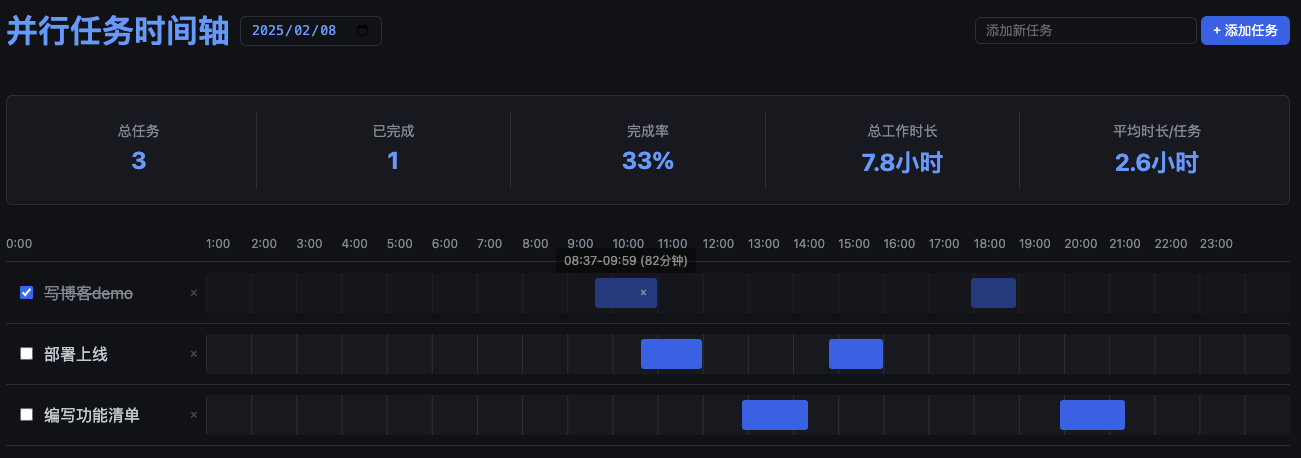 并行任务时间轴 2025/02/08 添加新任务 + 添加任务
总任务 已完成 完成率 总工作时长 平均时长/任务
3 1 33% 7.8小时 2.6小时
0:00 1:00 2:00 3:00 4:00 5:00 6:00 7:00 8:00 9:00 10:00 11:00 12:00 13:00 14:00 15:00 16:00 17:00 18:00 19:00 20:00 21:00 22:00 23:00
08:37-09:59 (82分钟)
写博客demo × ×
部署上线 ×
编写功能清单 ×